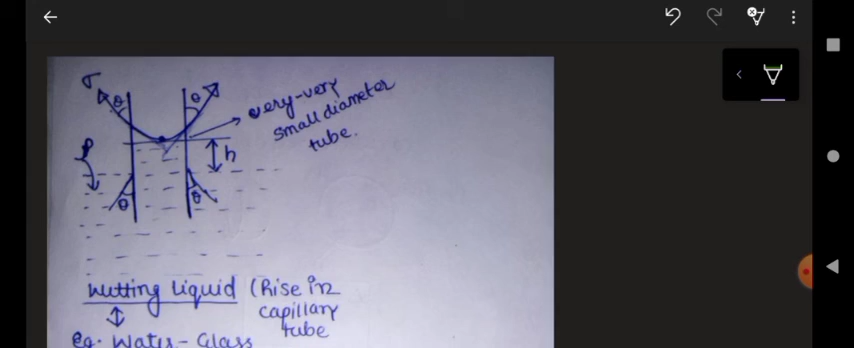 σ
θ
θ
very-very
small diameter
tube.
h
ρ
θ
θ
Wetting Liquid (Rise in
capillary
tube
eg. Water - Glass